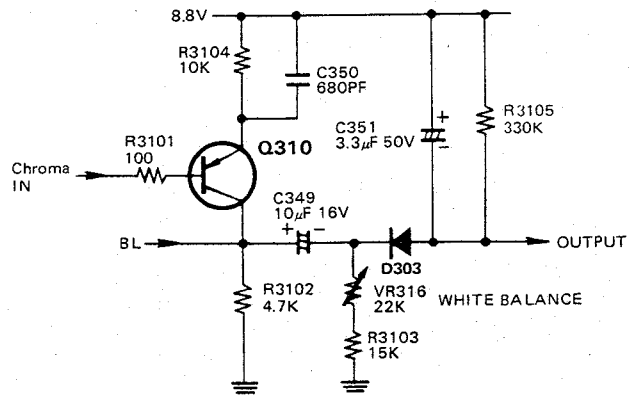 8.8V
R3104
10K
C350
680PF
R3105
330K
C351
3.3μF 50V
+
-
R3101
100
Q310
Chroma
IN
C349
10μF 16V
+ -
BL
OUTPUT
D303
R3102
4.7K
VR316
22K
WHITE BALANCE
R3103
15K